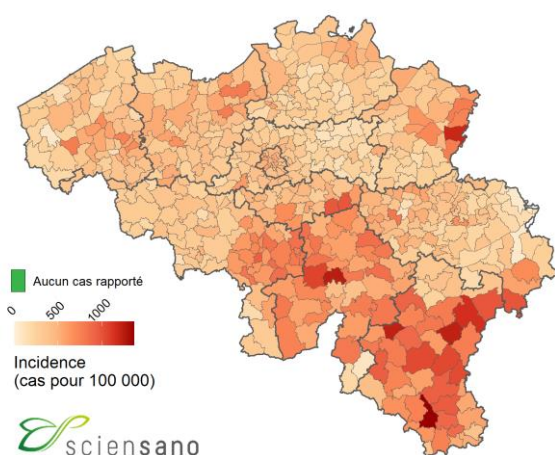 Aucun cas rapporté
0
500
1000
Incidence
(cas pour 100 000)
sciensano